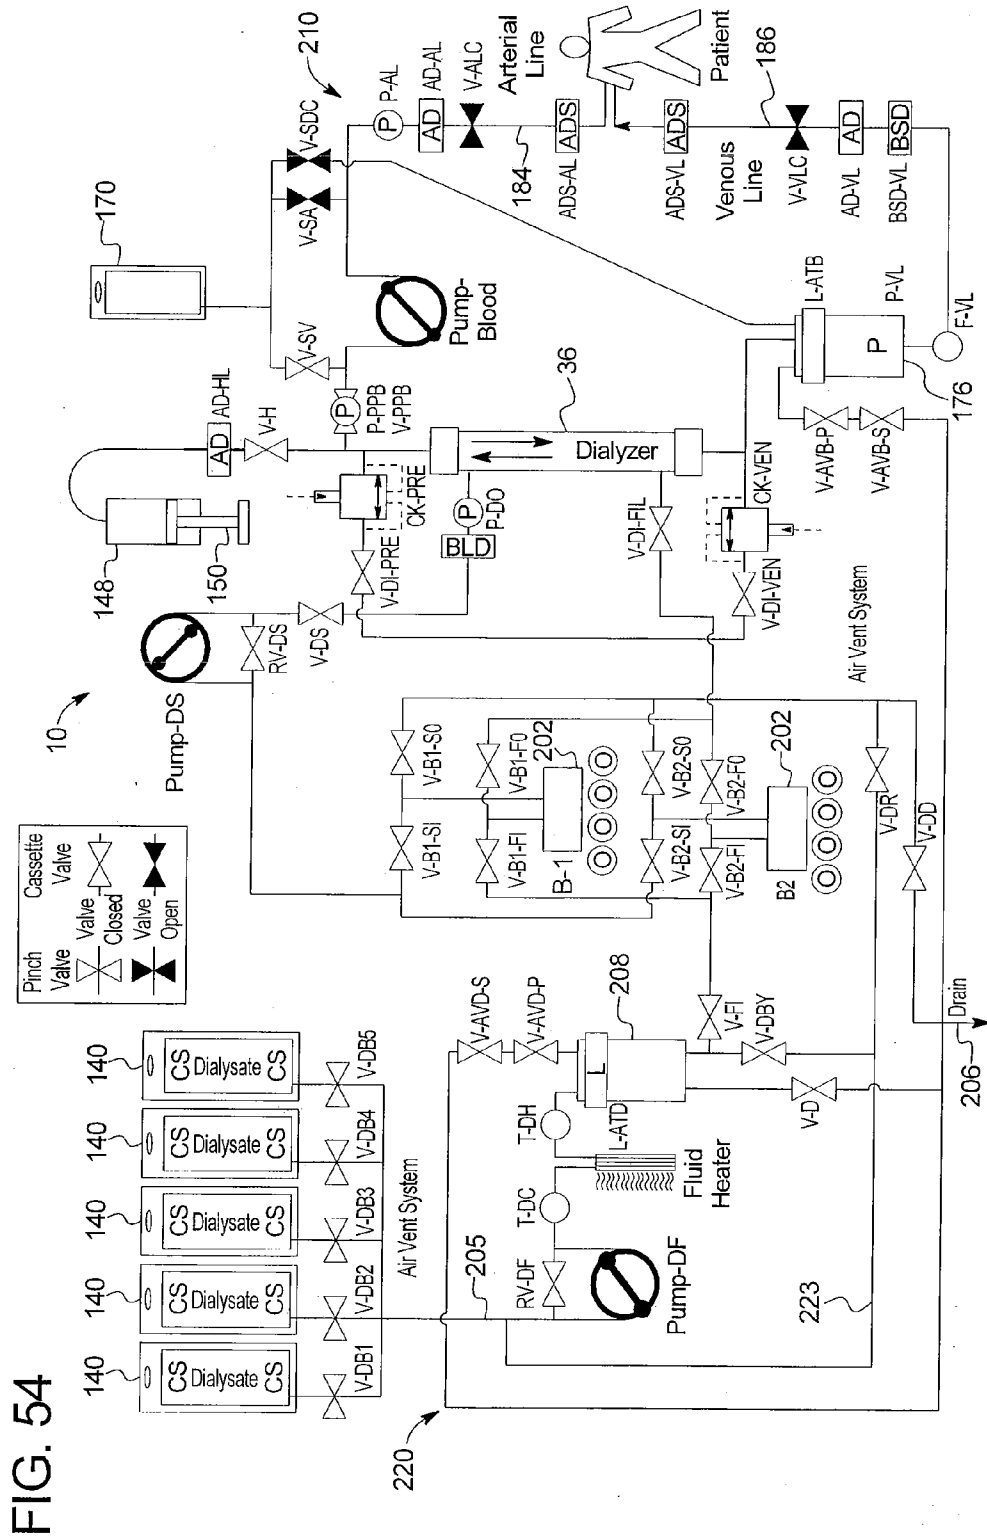 FIG. 54
10
Pinch Valve
Valve Closed
Valve Open
Cassette Valve
140
CS Dialysate CS
140
CS Dialysate CS
140
CS Dialysate CS
140
CS Dialysate CS
140
CS Dialysate CS
V-DB1
V-DB2
V-DB3
V-DB4
V-DB5
Air Vent System
220
205
RV-DF
Pump-DF
T-DC
Fluid Heater
T-DH
L-ATD
L
208
V-AVD-S
V-AVD-P
V-FI
V-DBY
V-D
223
206
Drain
Pump-DS
RV-DS
V-DS
V-B1-SI
V-B1-S0
V-B1-FI
V-B1-F0
B-1
202
V-B2-SI
V-B2-S0
V-B2-FI
V-B2-F0
B2
202
V-DR
V-DD
Air Vent System
148
150
AD
AD-HL
V-H
V-DI-PRE
CK-PRE
BLD
P
P-DO
V-DI-FIL
V-DI-VEN
CK-VEN
Dialyzer
36
P
P-PPB
V-PPB
170
V-SV
V-SA
V-SDC
Pump-Blood
210
P
P-AL
AD
AD-AL
V-ALC
Arterial Line
184
ADS
ADS-AL
Patient
ADS
ADS-VL
Venous Line
186
V-VLC
AD
AD-VL
BSD
BSD-VL
L-ATB
P
P-VL
F-VL
176
V-AVB-P
V-AVB-S